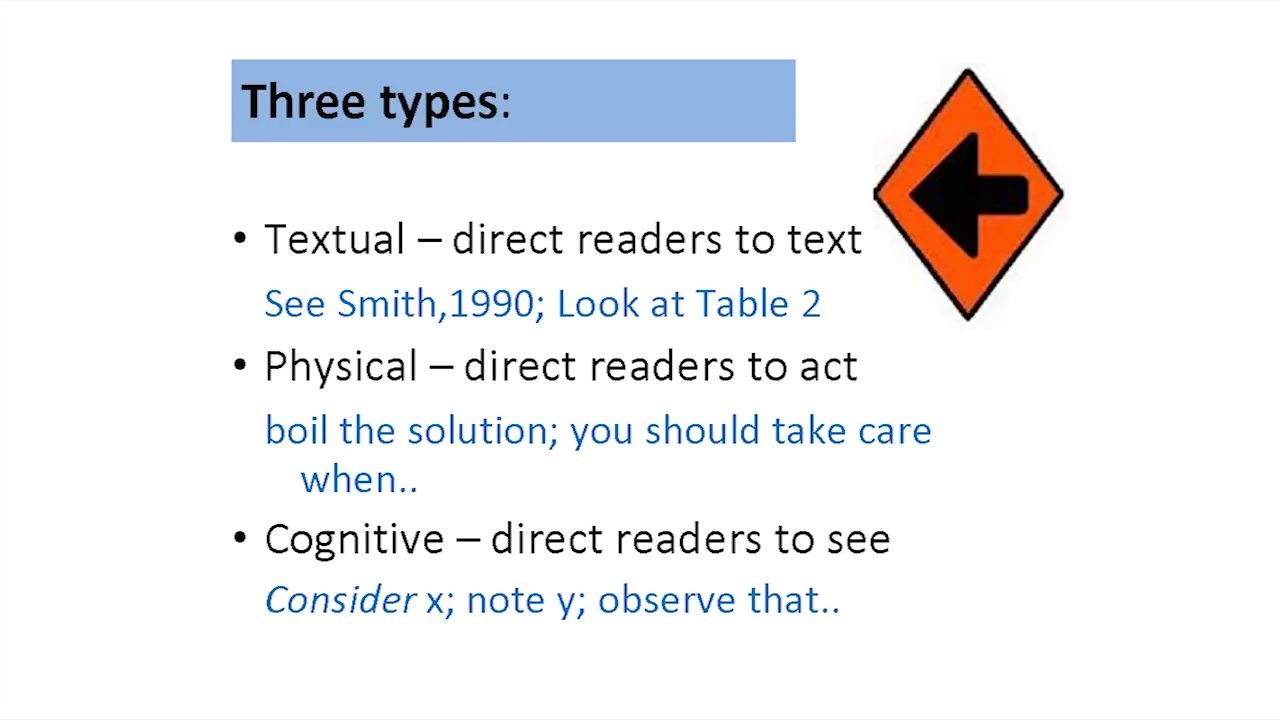 Three types:
• Textual – direct readers to text
See Smith,1990; Look at Table 2
• Physical – direct readers to act
boil the solution; you should take care
when..
• Cognitive – direct readers to see
Consider x; note y; observe that..